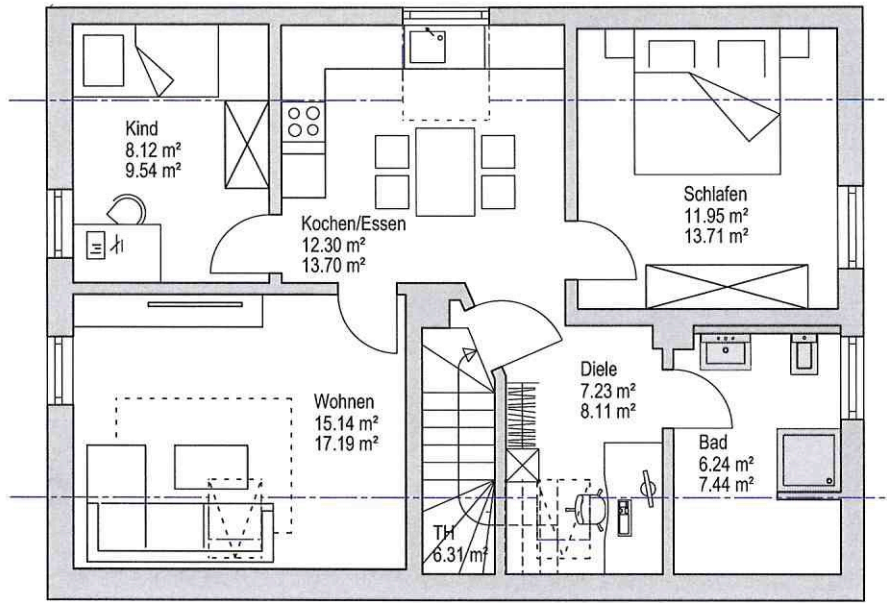 Kind
8.12 m²
9.54 m²
Kochen/Essen
12.30 m²
13.70 m²
Schlafen
11.95 m²
13.71 m²
Wohnen
15.14 m²
17.19 m²
Diele
7.23 m²
8.11 m²
Bad
6.24 m²
7.44 m²
TH
6.31 m²